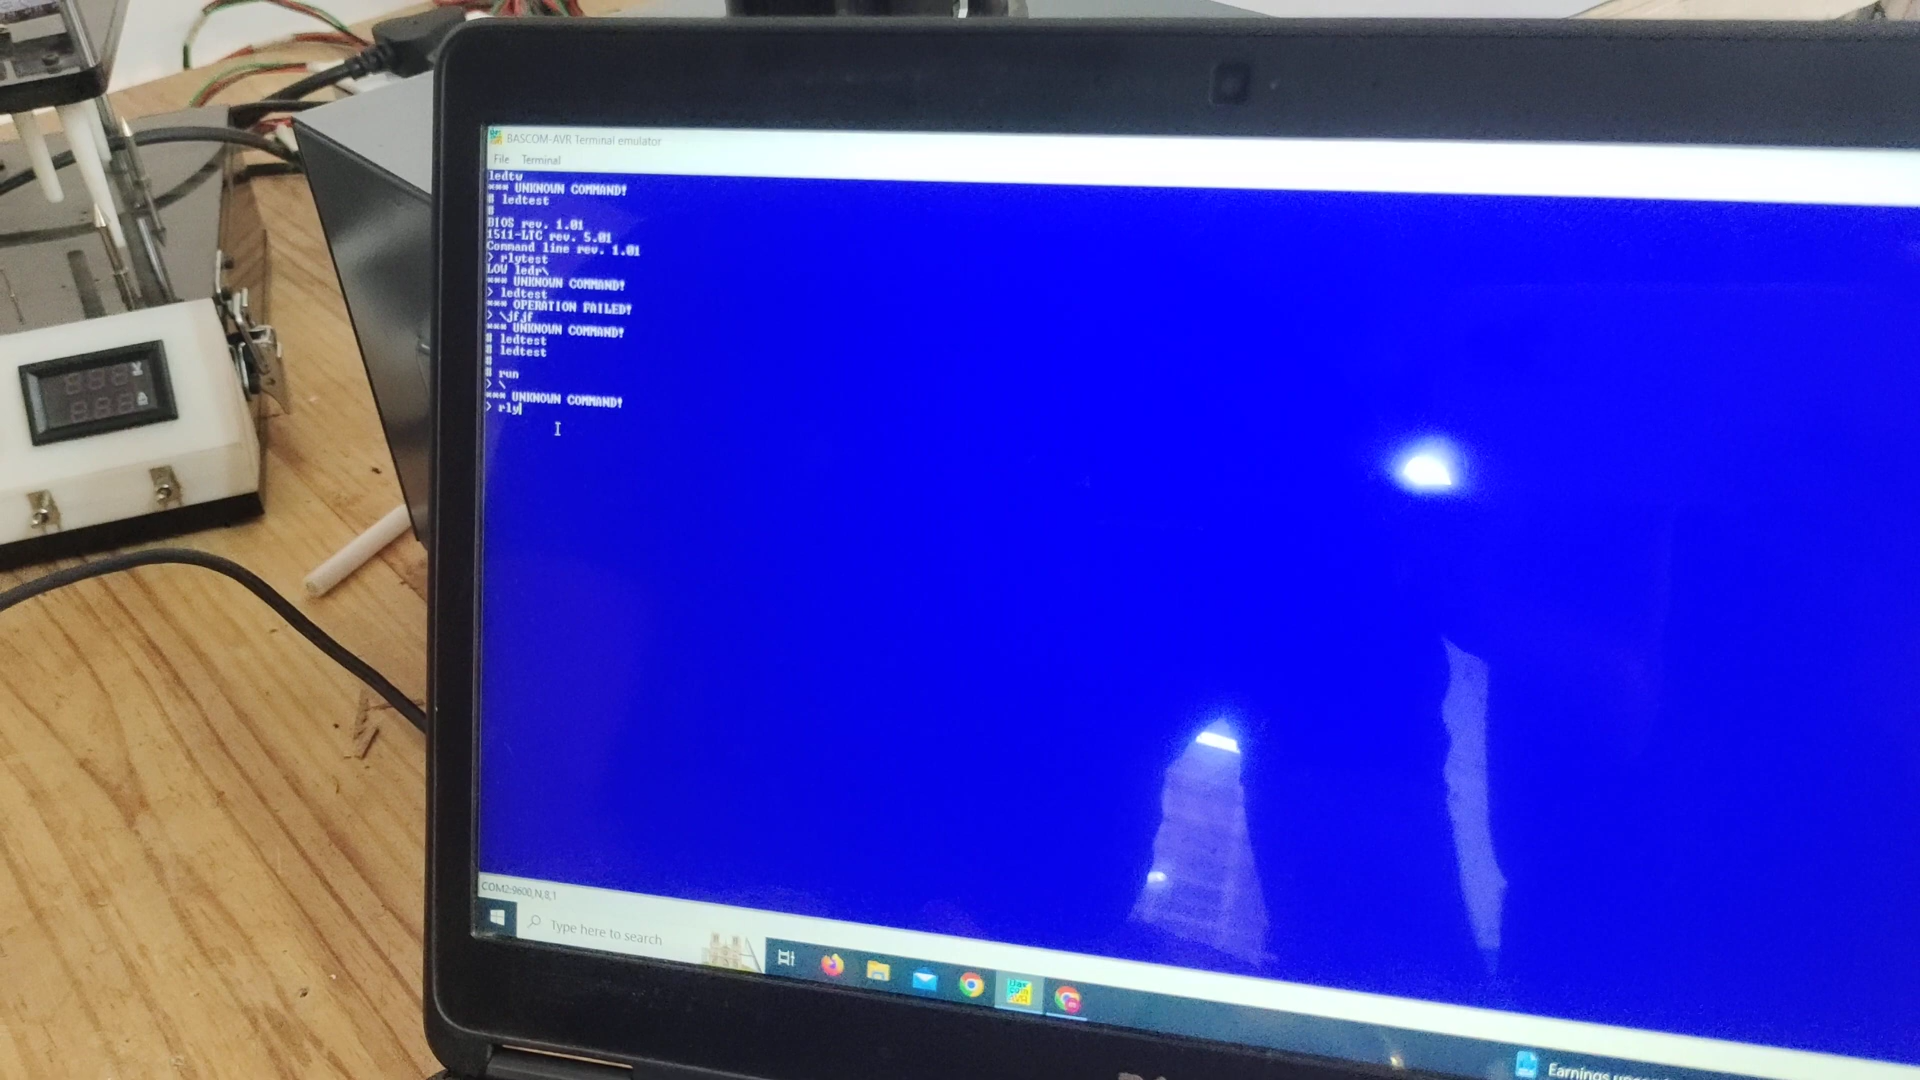 BASCOM-AVR Terminal emulator
File Terminal
ledtw
*** UNKNOWN COMMAND!
# ledtest
#
BIOS rev. 1.01
1511-LTC rev. 5.01
Command line rev. 1.01
> rlytest
LOW ledr\
*** UNKNOWN COMMAND!
> ledtest
*** OPERATION FAILED!
> \jfjf
*** UNKNOWN COMMAND!
# ledtest
# ledtest
#
# run
> \
*** UNKNOWN COMMAND!
> rly
COM2:9600,N,8,1
Type here to search
Earnings